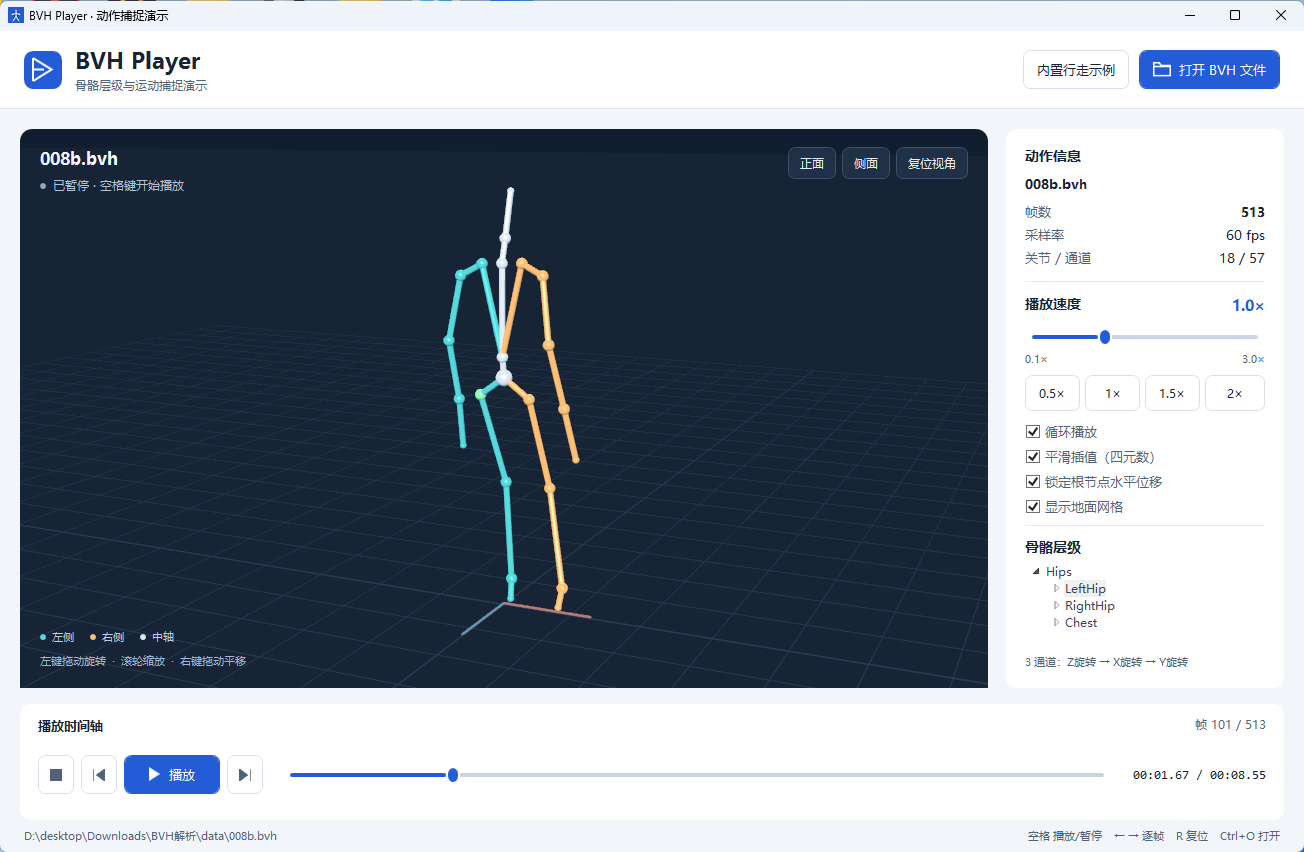 BVH Player · 动作捕捉演示
BVH Player
骨骼层级与运动捕捉演示
内置行走示例
打开 BVH 文件
008b.bvh
已暂停 · 空格键开始播放
正面
侧面
复位视角
左侧
右侧
中轴
左键拖动旋转 · 滚轮缩放 · 右键拖动平移
动作信息
008b.bvh
帧数 513
采样率 60 fps
关节 / 通道 18 / 57
播放速度 1.0×
0.1× 3.0×
0.5× 1× 1.5× 2×
循环播放
平滑插值（四元数）
锁定根节点水平位移
显示地面网格
骨骼层级
Hips
LeftHip
RightHip
Chest
3 通道：Z旋转 → X旋转 → Y旋转
播放时间轴
帧 101 / 513
播放
00:01.67 / 00:08.55
D:\desktop\Downloads\BVH解析\data\008b.bvh
空格 播放/暂停 ← → 逐帧 R 复位 Ctrl+O 打开